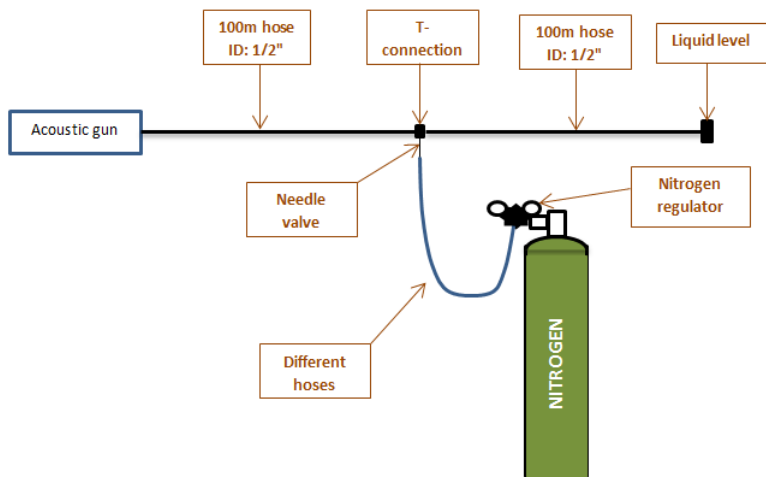 100m hose
ID: 1/2"
T-
connection
100m hose
ID: 1/2"
Liquid level
Acoustic gun
Needle
valve
Nitrogen
regulator
Different
hoses
NITROGEN